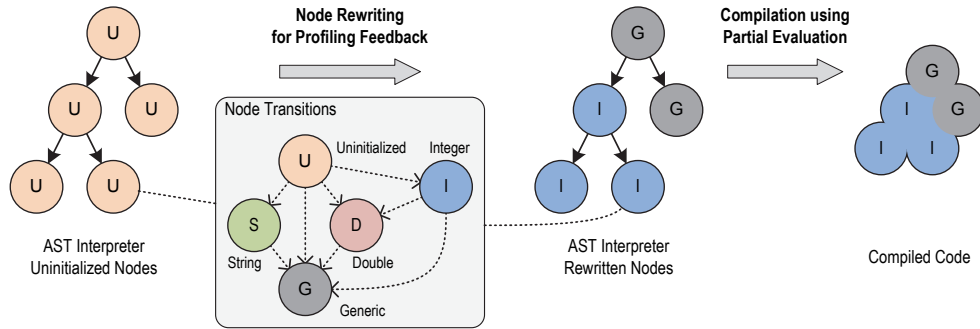 Node Rewriting
for Profiling Feedback
Compilation using
Partial Evaluation
U
U
U
U
U
AST Interpreter
Uninitialized Nodes
Node Transitions
Uninitialized
Integer
U
I
S
D
String
Double
G
Generic
G
I
G
I
I
AST Interpreter
Rewritten Nodes
G
I
G
I
I
Compiled Code